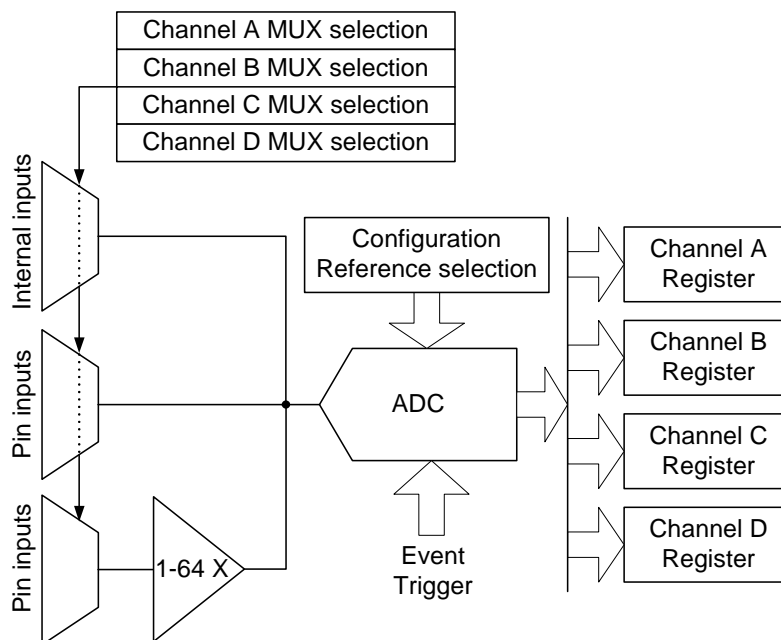 Channel A MUX selection
Channel B MUX selection
Channel C MUX selection
Channel D MUX selection
Internal inputs
Pin inputs
Pin inputs
1-64 X
Configuration
Reference selection
ADC
Event
Trigger
Channel A
Register
Channel B
Register
Channel C
Register
Channel D
Register